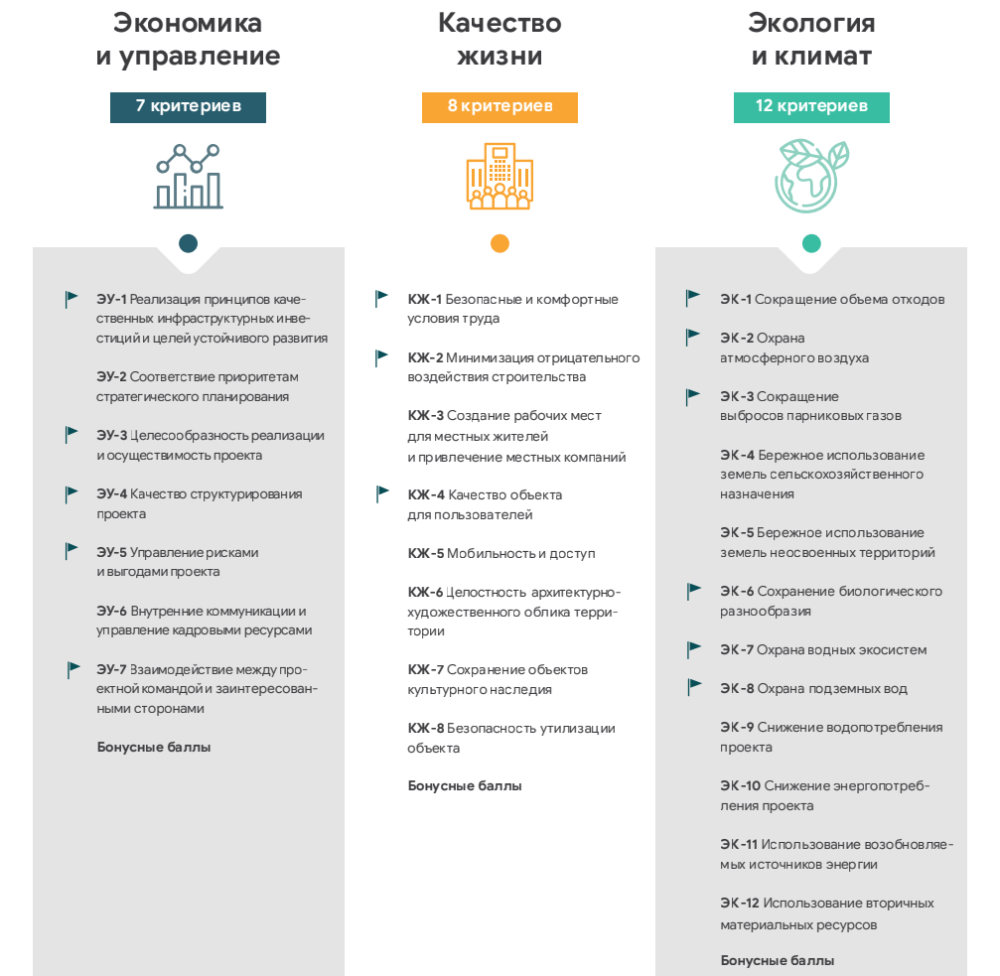 Экономика
и управление
7 критериев
ЭУ-1 Реализация принципов каче-
ственных инфраструктурных инве-
стиций и целей устойчивого развития
ЭУ-2 Соответствие приоритетам
стратегического планирования
ЭУ-3 Целесообразность реализации
и осуществимость проекта
ЭУ-4 Качество структурирования
проекта
ЭУ-5 Управление рисками
и выгодами проекта
ЭУ-6 Внутренние коммуникации и
управление кадровыми ресурсами
ЭУ-7 Взаимодействие между про-
ектной командой и заинтересован-
ными сторонами
Бонусные баллы
Качество
жизни
8 критериев
КЖ-1 Безопасные и комфортные
условия труда
КЖ-2 Минимизация отрицательного
воздействия строительства
КЖ-3 Создание рабочих мест
для местных жителей
и привлечение местных компаний
КЖ-4 Качество объекта
для пользователей
КЖ-5 Мобильность и доступ
КЖ-6 Целостность архитектурно-
художественного облика терри-
тории
КЖ-7 Сохранение объектов
культурного наследия
КЖ-8 Безопасность утилизации
объекта
Бонусные баллы
Экология
и климат
12 критериев
ЭК-1 Сокращение объема отходов
ЭК-2 Охрана
атмосферного воздуха
ЭК-3 Сокращение
выбросов парниковых газов
ЭК-4 Бережное использование
земель сельскохозяйственного
назначения
ЭК-5 Бережное использование
земель неосвоенных территорий
ЭК-6 Сохранение биологического
разнообразия
ЭК-7 Охрана водных экосистем
ЭК-8 Охрана подземных вод
ЭК-9 Снижение водопотребления
проекта
ЭК-10 Снижение энергопотреб-
ления проекта
ЭК-11 Использование возобновляе-
мых источников энергии
ЭК-12 Использование вторичных
материальных ресурсов
Бонусные баллы